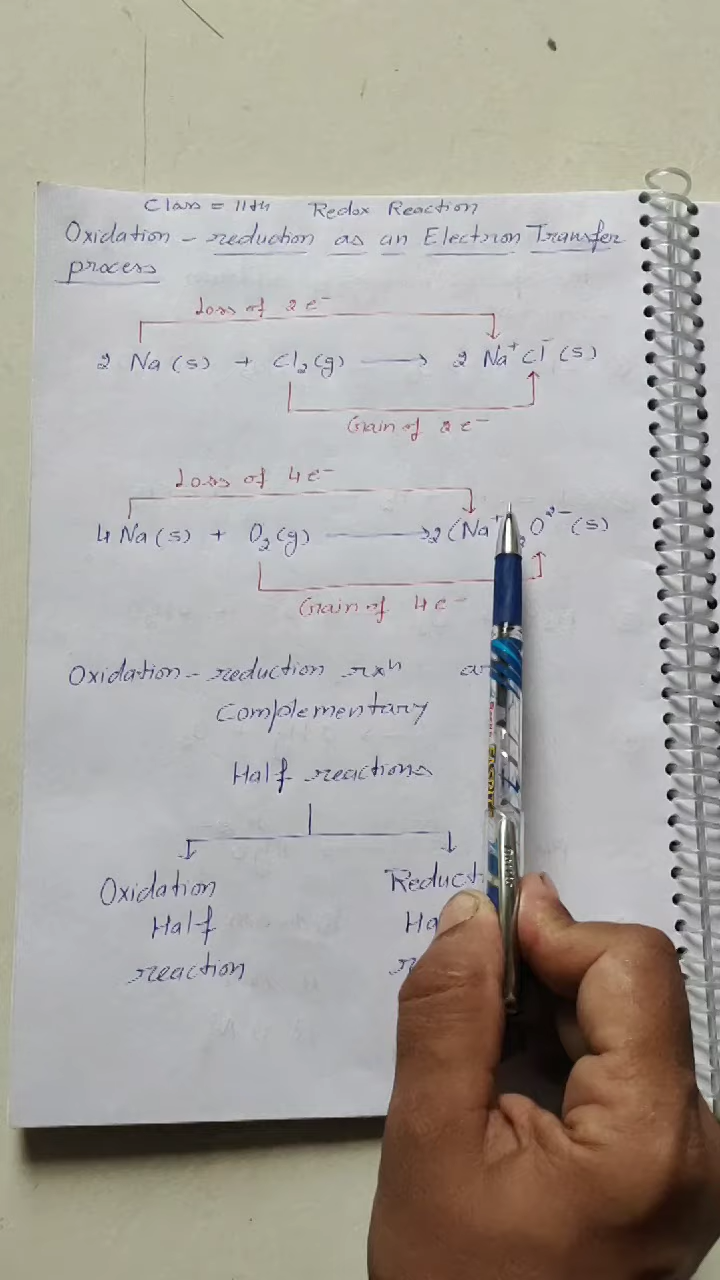 Class = 11th Redox Reaction
Oxidation - reduction as an Electron Transfer
process
Loss of 2e⁻
2 Na (s) + Cl₂ (g) → 2 Na⁺Cl⁻ (s)
Gain of 2e⁻
Loss of 4e⁻
4 Na (s) + O₂ (g) → 2 (Na⁺ ₂ O²⁻ (s)
Gain of 4e⁻
Oxidation - reduction rxⁿ
Complementary
Half reactions
Oxidation
Half
reaction